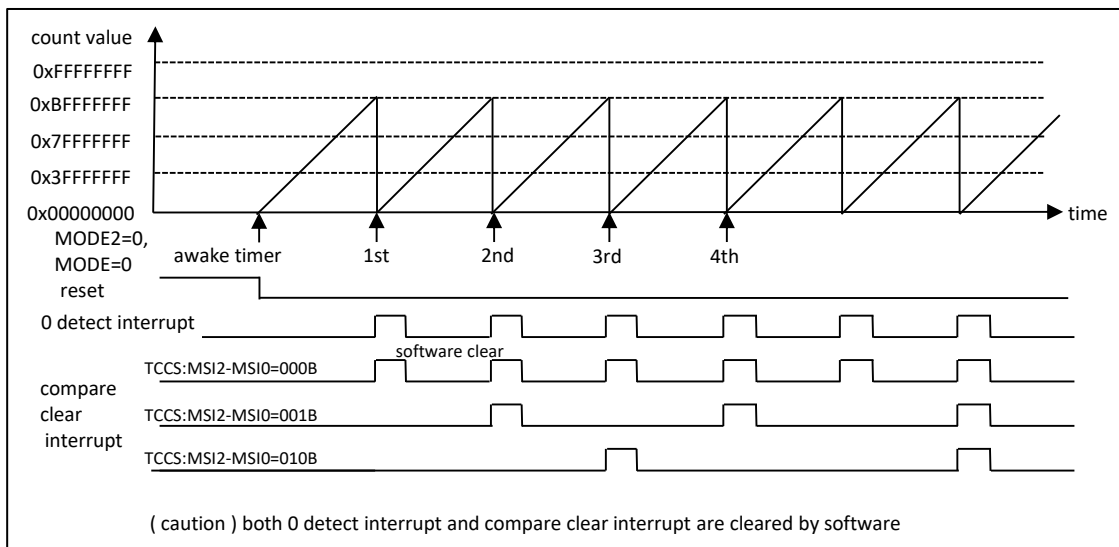 count value
0xFFFFFFFF
0xBFFFFFFF
0x7FFFFFFF
0x3FFFFFFF
0x00000000
time
MODE2=0,
MODE=0
awake timer
1st
2nd
3rd
4th
reset
0 detect interrupt
software clear
TCCS:MSI2-MSI0=000B
compare
clear
interrupt
TCCS:MSI2-MSI0=001B
TCCS:MSI2-MSI0=010B
( caution ) both 0 detect interrupt and compare clear interrupt are cleared by software